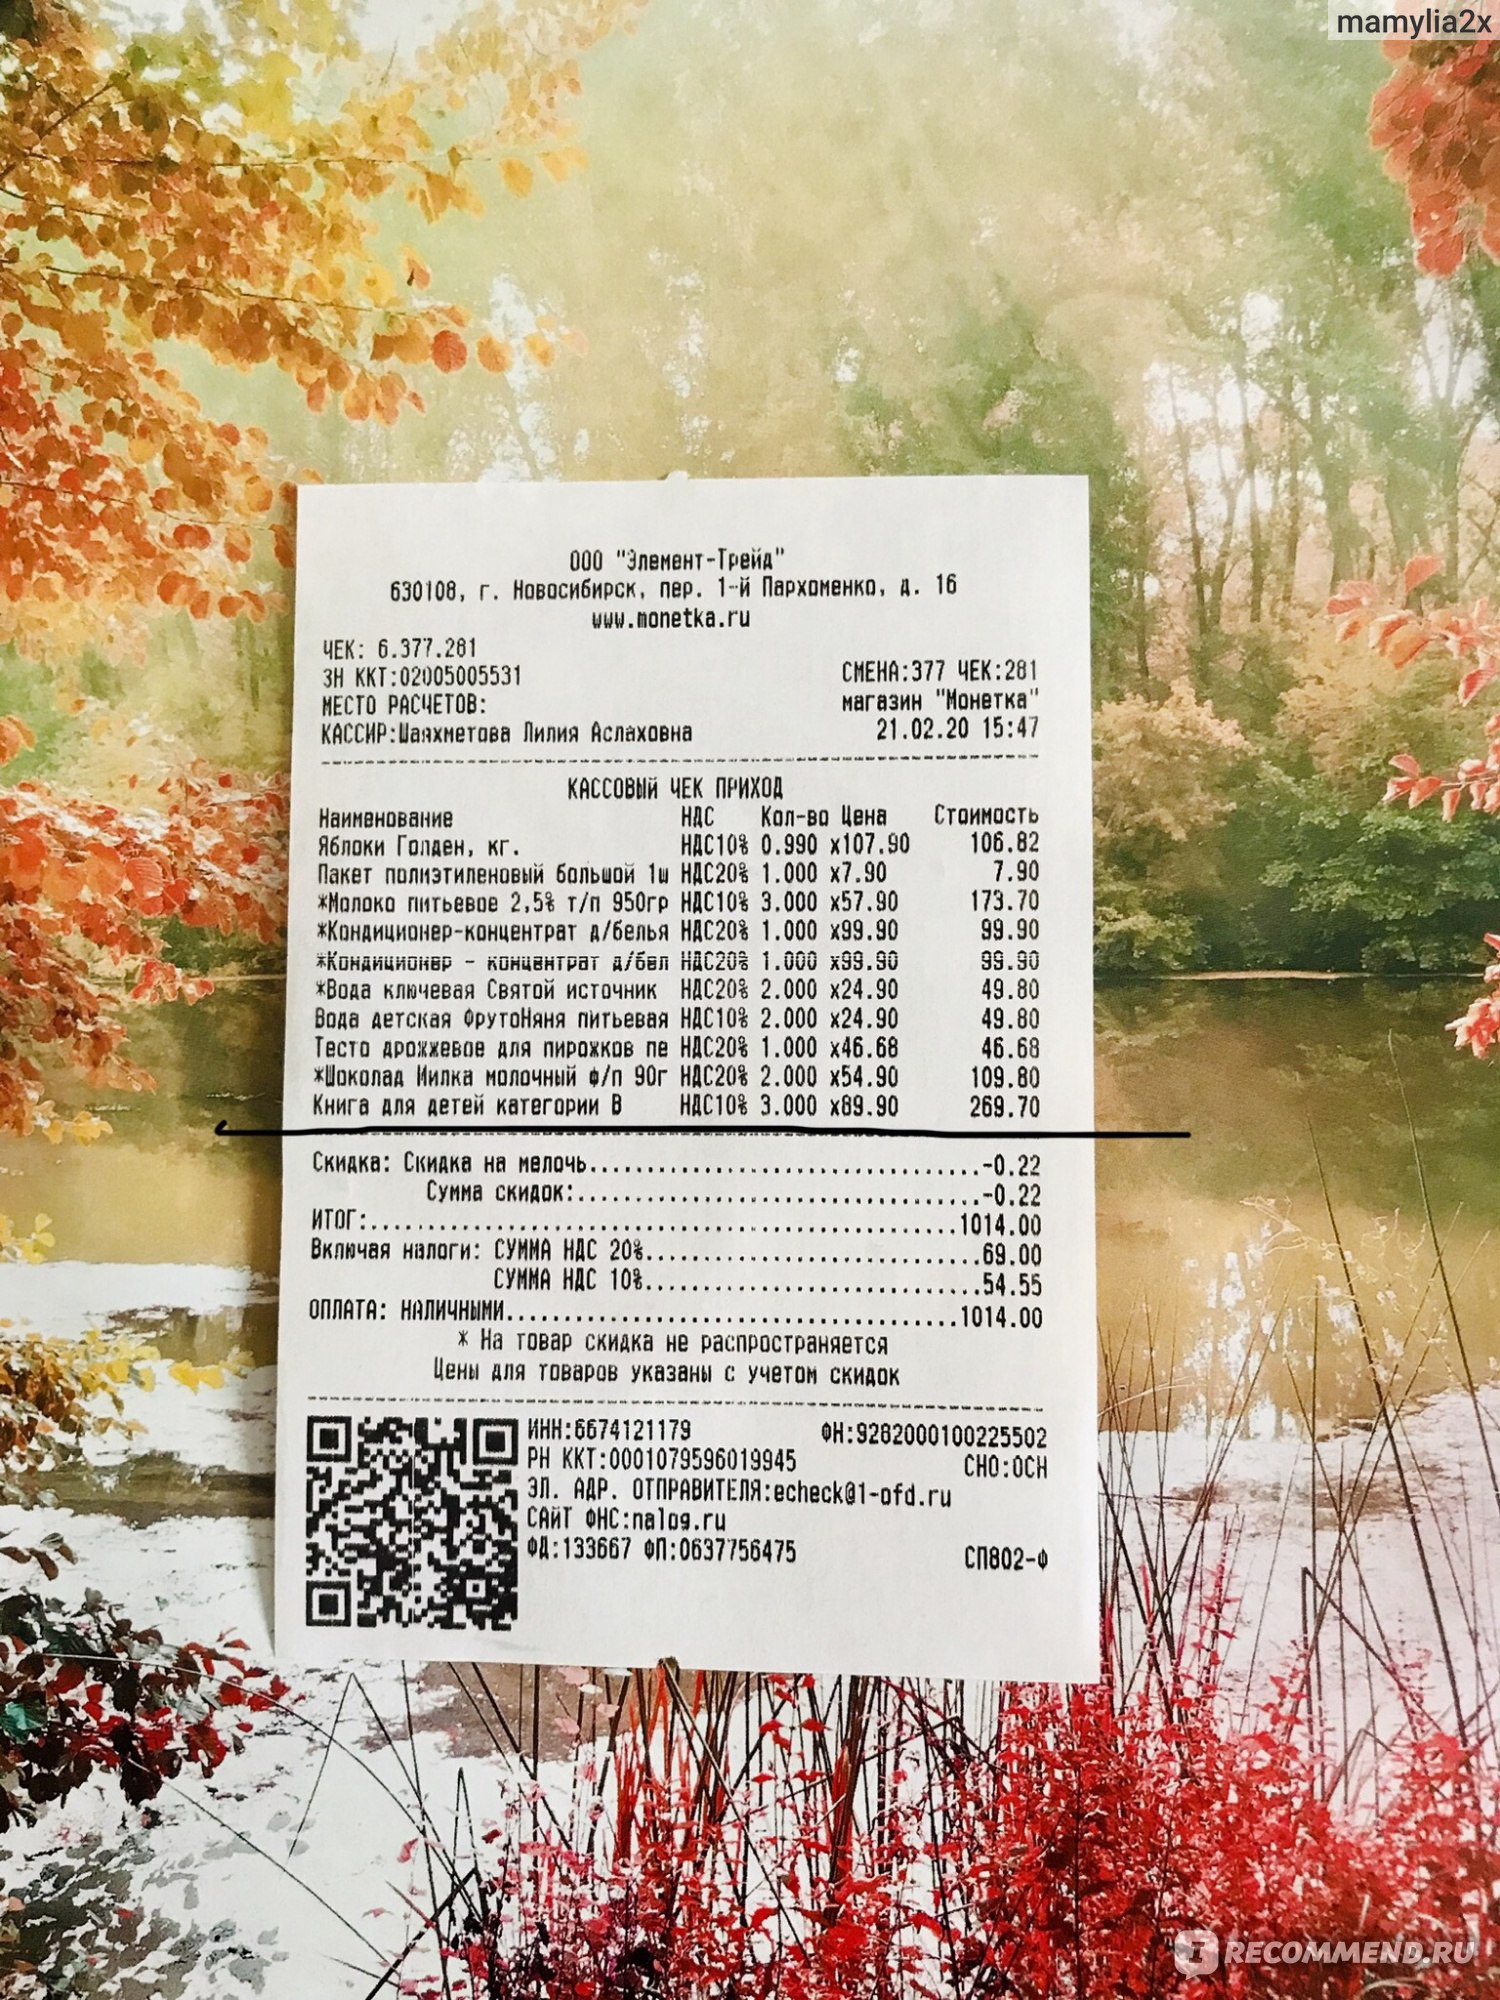 mamylia2x
ООО "Элемент-Трейд"
630108, г. Новосибирск, пер. 1-й Пархоменко, д. 16
www.monetka.ru
ЧЕК: 6.377.281
ЗН ККТ:02005005531 СМЕНА:377 ЧЕК:281
МЕСТО РАСЧЕТОВ: магазин "Монетка"
КАССИР:Шаяхметова Лилия Аслаховна 21.02.20 15:47
КАССОВЫЙ ЧЕК ПРИХОД
Наименование НДС Кол-во Цена Стоимость
Яблоки Голден, кг. НДС10% 0.990 x107.90 106.82
Пакет полиэтиленовый большой 1ш НДС20% 1.000 x7.90 7.90
*Молоко питьевое 2,5% т/п 950гр НДС10% 3.000 x57.90 173.70
*Кондиционер-концентрат д/белья НДС20% 1.000 x99.90 99.90
*Кондиционер - концентрат д/бел НДС20% 1.000 x99.90 99.90
*Вода ключевая Святой источник НДС20% 2.000 x24.90 49.80
Вода детская ФрутоНяня питьевая НДС10% 2.000 x24.90 49.80
Тесто дрожжевое для пирожков пе НДС20% 1.000 x46.68 46.68
*Шоколад Милка молочный ф/п 90г НДС20% 2.000 x54.90 109.80
Книга для детей категории В НДС10% 3.000 x89.90 269.70
Скидка: Скидка на мелочь..................................-0.22
Сумма скидок:...................................-0.22
ИТОГ:...................................................1014.00
Включая налоги: СУММА НДС 20%.............................69.00
СУММА НДС 10%.............................54.55
ОПЛАТА: НАЛИЧНЫМИ.......................................1014.00
* На товар скидка не распространяется
Цены для товаров указаны с учетом скидок
ИНН:6674121179 ФН:9282000100225502
РН ККТ:0001079596019945 СНО:ОСН
ЭЛ. АДР. ОТПРАВИТЕЛЯ:echeck@1-ofd.ru
САЙТ ФНС:nalog.ru
ФД:133667 ФП:0637756475 СП802-Ф
IRECOMMEND.RU